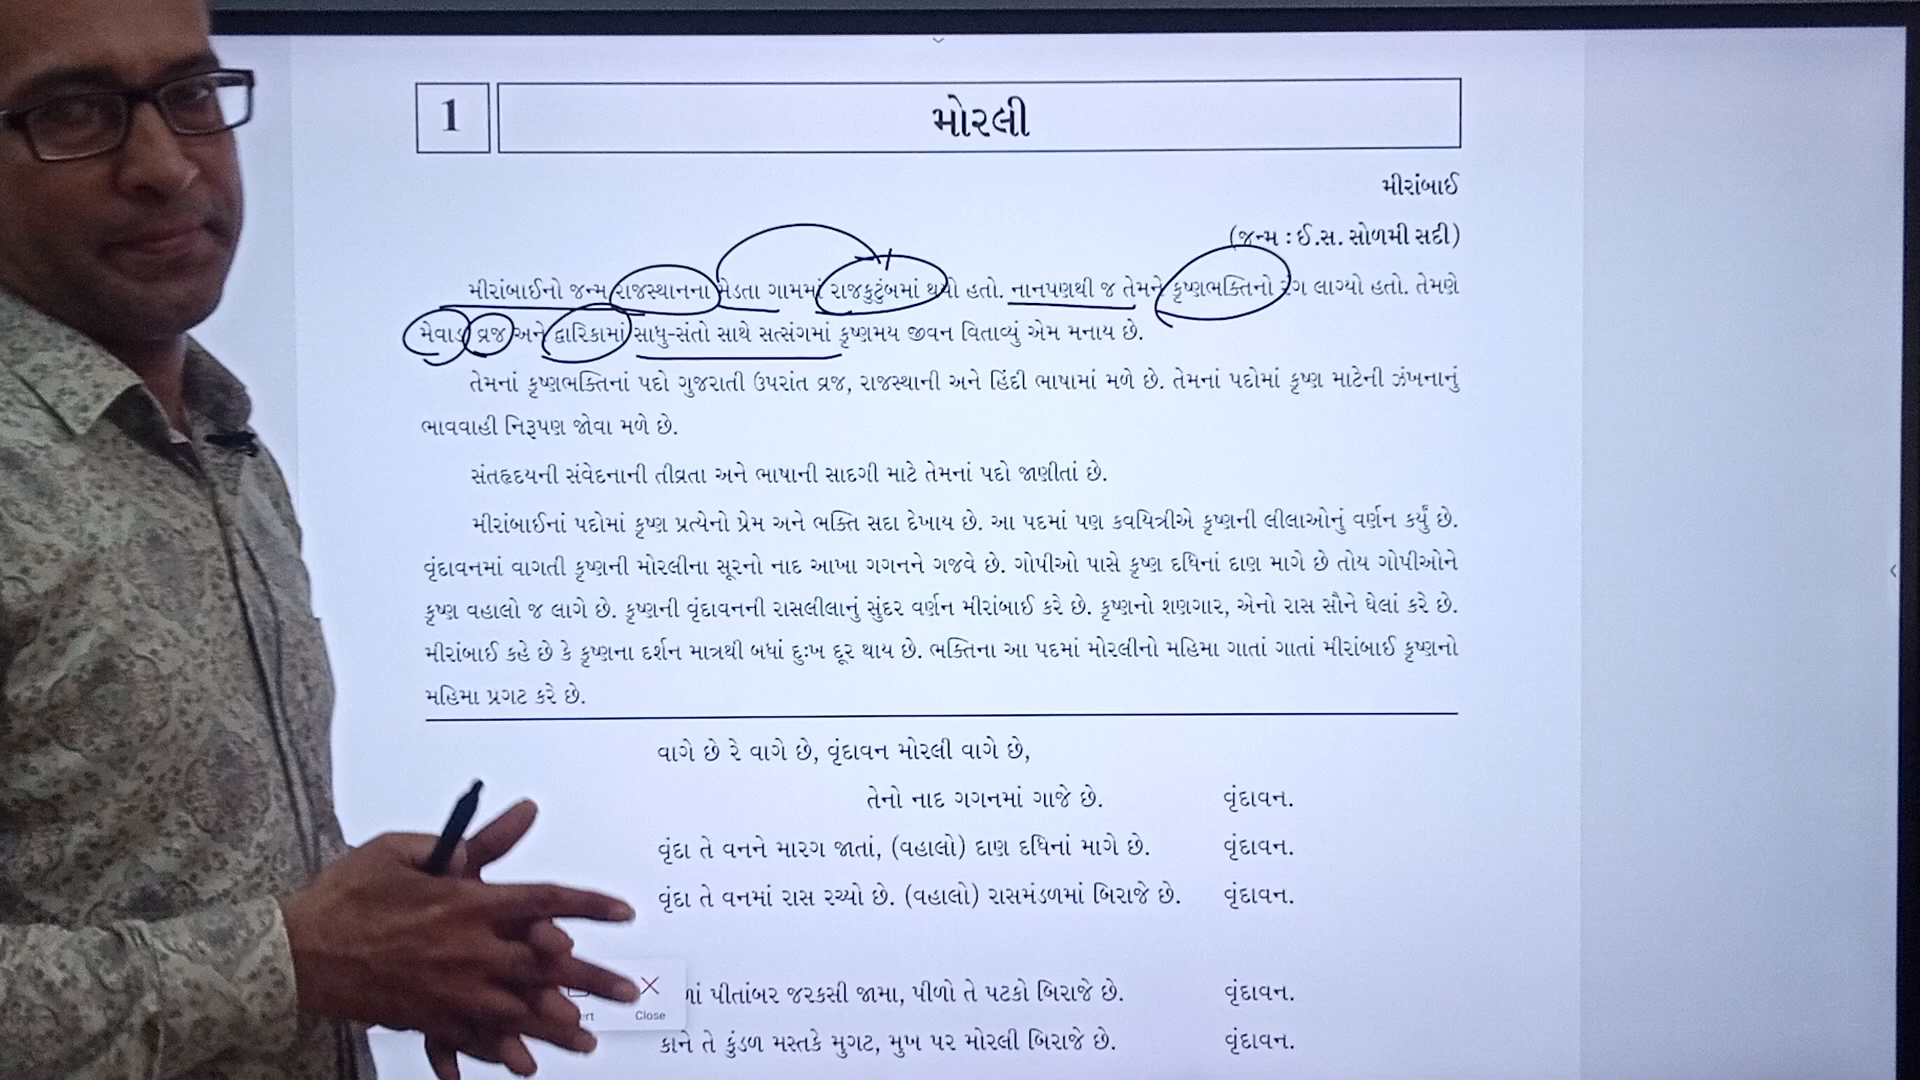 1
મોરલી
મીરાંબાઈ
(જન્મ : ઈ.સ. સોળમી સદી)
મીરાંબાઈનો જન્મ રાજસ્થાનના મેડતા ગામમાં રાજકુટુંબમાં થયો હતો. નાનપણથી જ તેમને કૃષ્ણભક્તિનો રંગ લાગ્યો હતો. તેમણે
મેવાડ વ્રજ અને દ્વારિકામાં સાધુ-સંતો સાથે સત્સંગમાં કૃષ્ણમય જીવન વિતાવ્યું એમ મનાય છે.
તેમનાં કૃષ્ણભક્તિનાં પદો ગુજરાતી ઉપરાંત વ્રજ, રાજસ્થાની અને હિંદી ભાષામાં મળે છે. તેમનાં પદોમાં કૃષ્ણ માટેની ઝંખનાનું
ભાવવાહી નિરૂપણ જોવા મળે છે.
સંતહૃદયની સંવેદનાની તીવ્રતા અને ભાષાની સાદગી માટે તેમનાં પદો જાણીતાં છે.
મીરાંબાઈનાં પદોમાં કૃષ્ણ પ્રત્યેનો પ્રેમ અને ભક્તિ સદા દેખાય છે. આ પદમાં પણ કવયિત્રીએ કૃષ્ણની લીલાઓનું વર્ણન કર્યું છે.
વૃંદાવનમાં વાગતી કૃષ્ણની મોરલીના સૂરનો નાદ આખા ગગનને ગજવે છે. ગોપીઓ પાસે કૃષ્ણ દધિનાં દાણ માગે છે તોય ગોપીઓને
કૃષ્ણ વહાલો જ લાગે છે. કૃષ્ણની વૃંદાવનની રાસલીલાનું સુંદર વર્ણન મીરાંબાઈ કરે છે. કૃષ્ણનો શણગાર, એનો રાસ સૌને ઘેલાં કરે છે.
મીરાંબાઈ કહે છે કે કૃષ્ણના દર્શન માત્રથી બધાં દુઃખ દૂર થાય છે. ભક્તિના આ પદમાં મોરલીનો મહિમા ગાતાં ગાતાં મીરાંબાઈ કૃષ્ણનો
મહિમા પ્રગટ કરે છે.
વાગે છે રે વાગે છે, વૃંદાવન મોરલી વાગે છે,
તેનો નાદ ગગનમાં ગાજે છે. વૃંદાવન.
વૃંદા તે વનને મારગ જાતાં, (વહાલો) દાણ દધિનાં માગે છે. વૃંદાવન.
વૃંદા તે વનમાં રાસ રચ્યો છે. (વહાલો) રાસમંડળમાં બિરાજે છે. વૃંદાવન.
પીતાંબર જરકસી જામા, પીળો તે પટકો બિરાજે છે. વૃંદાવન.
Close
કાને તે કુંડળ મસ્તકે મુગટ, મુખ પર મોરલી બિરાજે છે. વૃંદાવન.